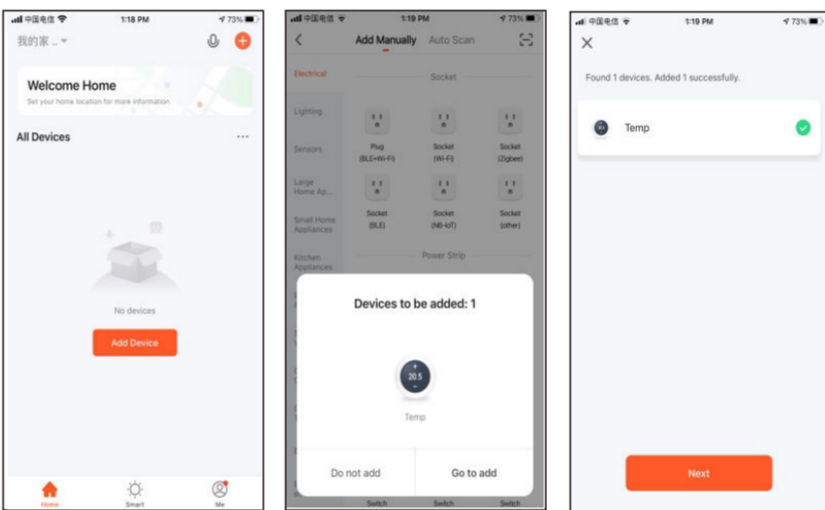 中国电信
1:18 PM
73%
我的家 ..
Welcome Home
Set your home location for more information
All Devices
No devices
Add Device
Home
Smart
Me
中国电信
1:19 PM
73%
Add Manually
Auto Scan
Electrical
Socket
Lighting
Sensors
Large
Home Ap...
Small Home
Appliances
Kitchen
Appliances
Plug
(BLE+Wi-Fi)
Socket
(Wi-Fi)
Socket
(Zigbee)
Socket
(BLE)
Socket
(NB-IoT)
Socket
(other)
Power Strip
Devices to be added: 1
20.5
Temp
Do not add
Go to add
Switch
Switch
Switch
中国电信
1:19 PM
73%
Found 1 devices. Added 1 successfully.
Temp
Next